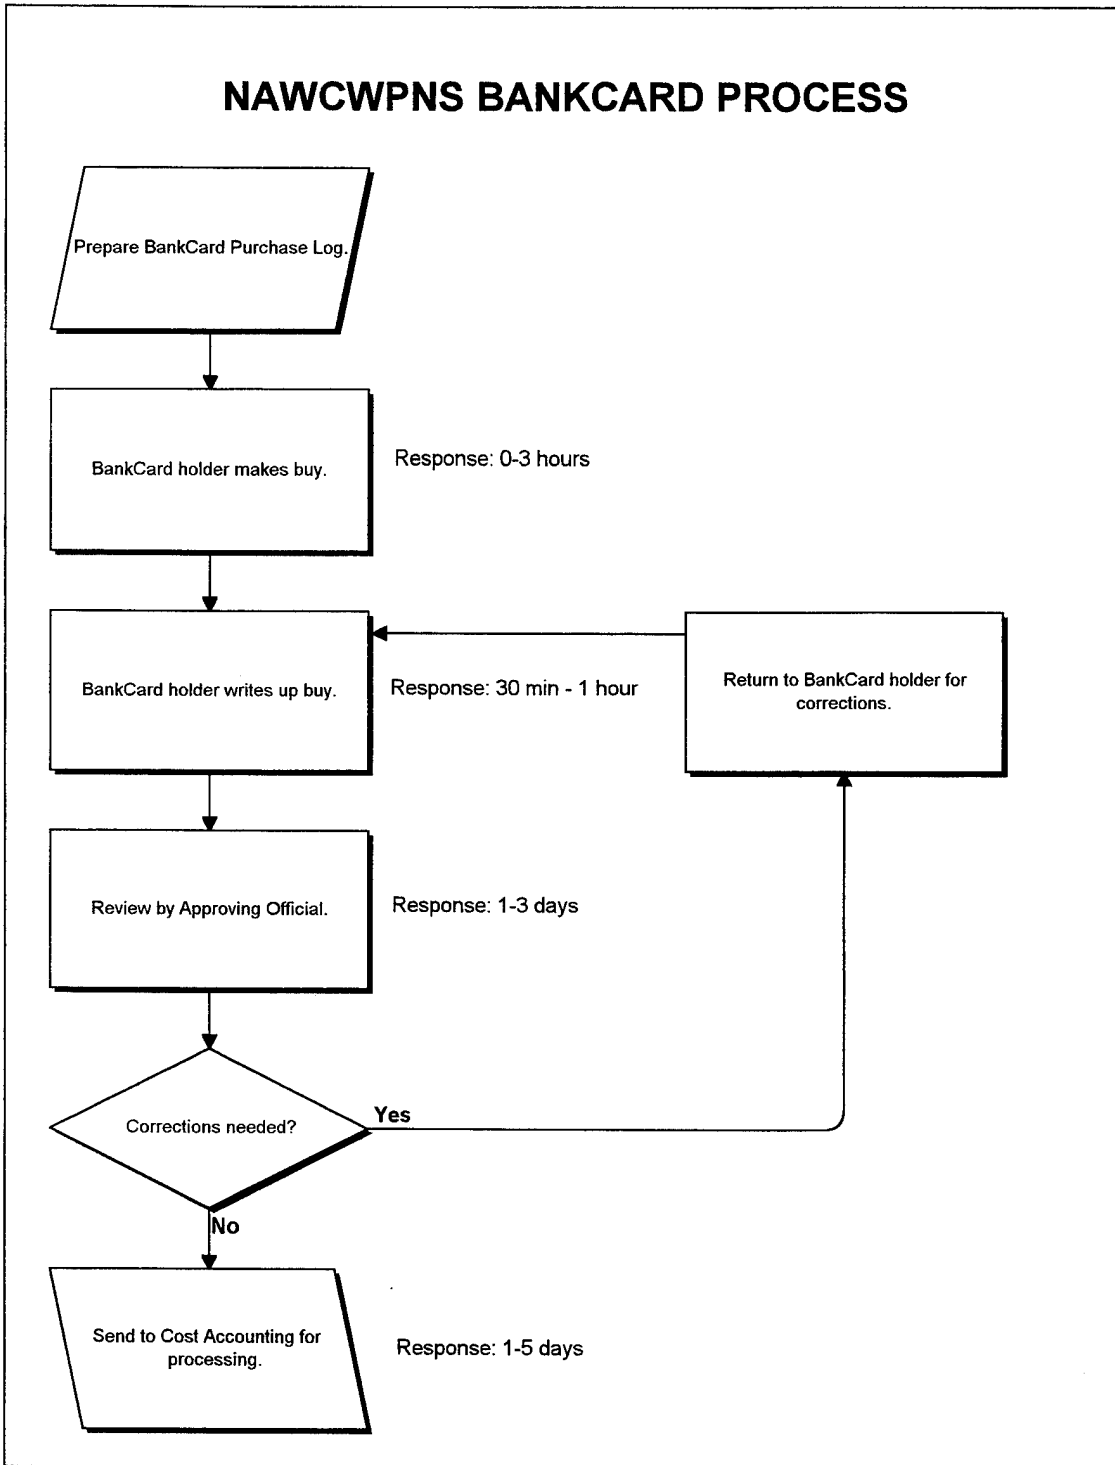 NAWCWPNS BANKCARD PROCESS
Prepare BankCard Purchase Log.
BankCard holder makes buy.
Response: 0-3 hours
BankCard holder writes up buy.
Response: 30 min - 1 hour
Return to BankCard holder for
corrections.
Review by Approving Official.
Response: 1-3 days
Corrections needed?
Yes
No
Send to Cost Accounting for
processing.
Response: 1-5 days